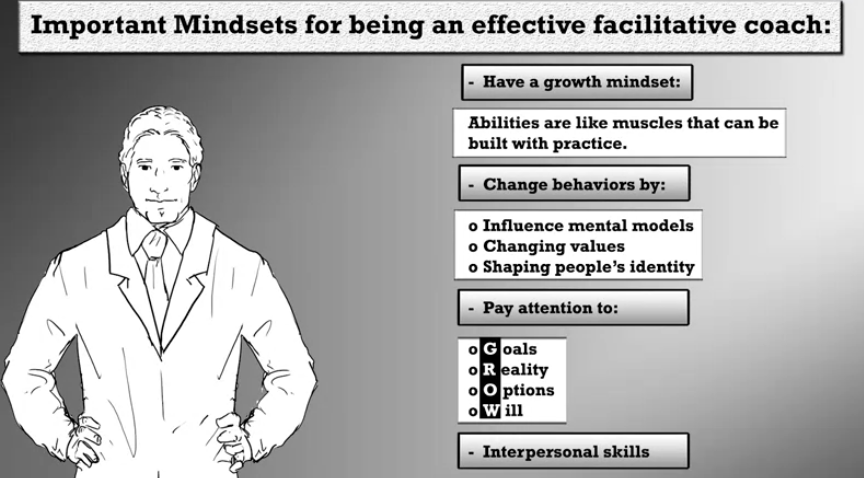 Important Mindsets for being an effective facilitative coach:
- Have a growth mindset:
Abilities are like muscles that can be
built with practice.
- Change behaviors by:
o Influence mental models
o Changing values
o Shaping people's identity
- Pay attention to:
o Goals
o Reality
o Options
o Will
- Interpersonal skills